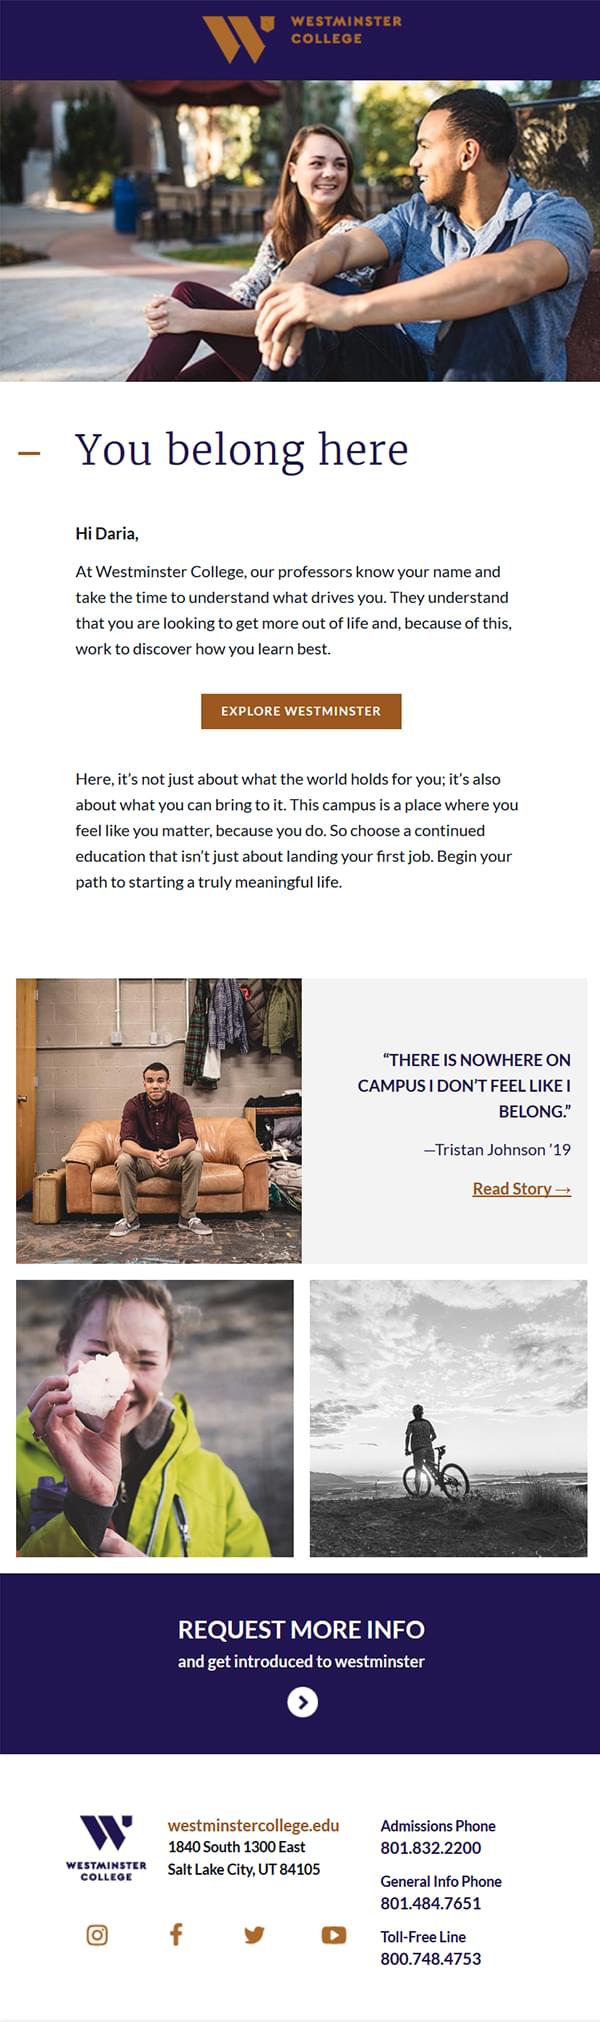 WESTMINSTER
COLLEGE
You belong here
Hi Daria,
At Westminster College, our professors know your name and
take the time to understand what drives you. They understand
that you are looking to get more out of life and, because of this,
work to discover how you learn best.
EXPLORE WESTMINSTER
Here, it’s not just about what the world holds for you; it’s also
about what you can bring to it. This campus is a place where you
feel like you matter, because you do. So choose a continued
education that isn’t just about landing your first job. Begin your
path to starting a truly meaningful life.
“THERE IS NOWHERE ON
CAMPUS I DON’T FEEL LIKE I
BELONG.”
—Tristan Johnson ’19
Read Story →
REQUEST MORE INFO
and get introduced to westminster
WESTMINSTER
COLLEGE
westminstercollege.edu
1840 South 1300 East
Salt Lake City, UT 84105
Admissions Phone
801.832.2200
General Info Phone
801.484.7651
Toll-Free Line
800.748.4753